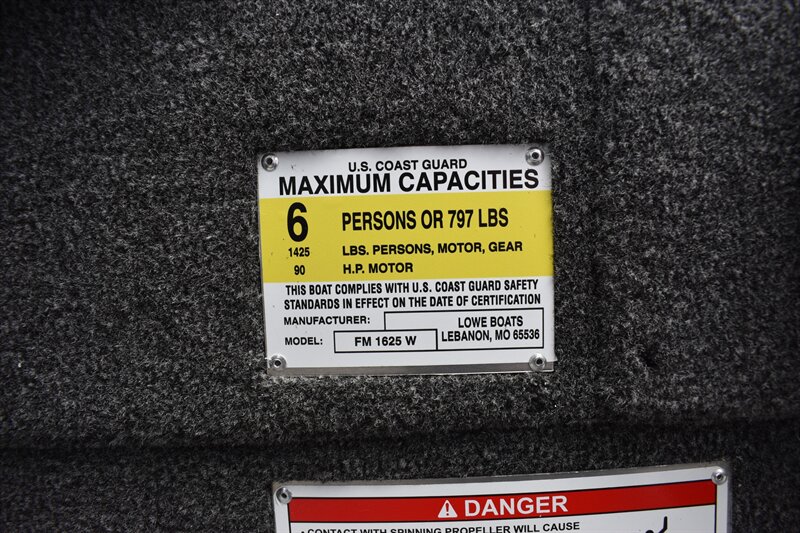 U.S. COAST GUARD
MAXIMUM CAPACITIES
6 PERSONS OR 797 LBS
1425 LBS. PERSONS, MOTOR, GEAR
90 H.P. MOTOR
THIS BOAT COMPLIES WITH U.S. COAST GUARD SAFETY
STANDARDS IN EFFECT ON THE DATE OF CERTIFICATION
MANUFACTURER: LOWE BOATS
LEBANON, MO 65536
MODEL: FM 1625 W
DANGER
• CONTACT WITH SPINNING PROPELLER WILL CAUSE